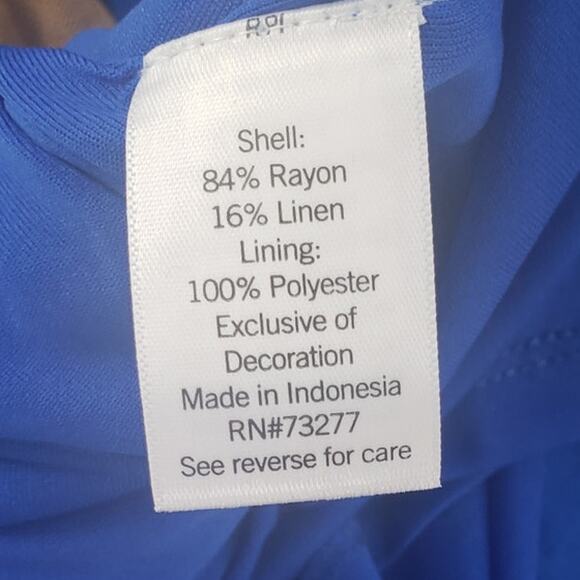 Shell:
84% Rayon
16% Linen
Lining:
100% Polyester
Exclusive of
Decoration
Made in Indonesia
RN#73277
See reverse for care